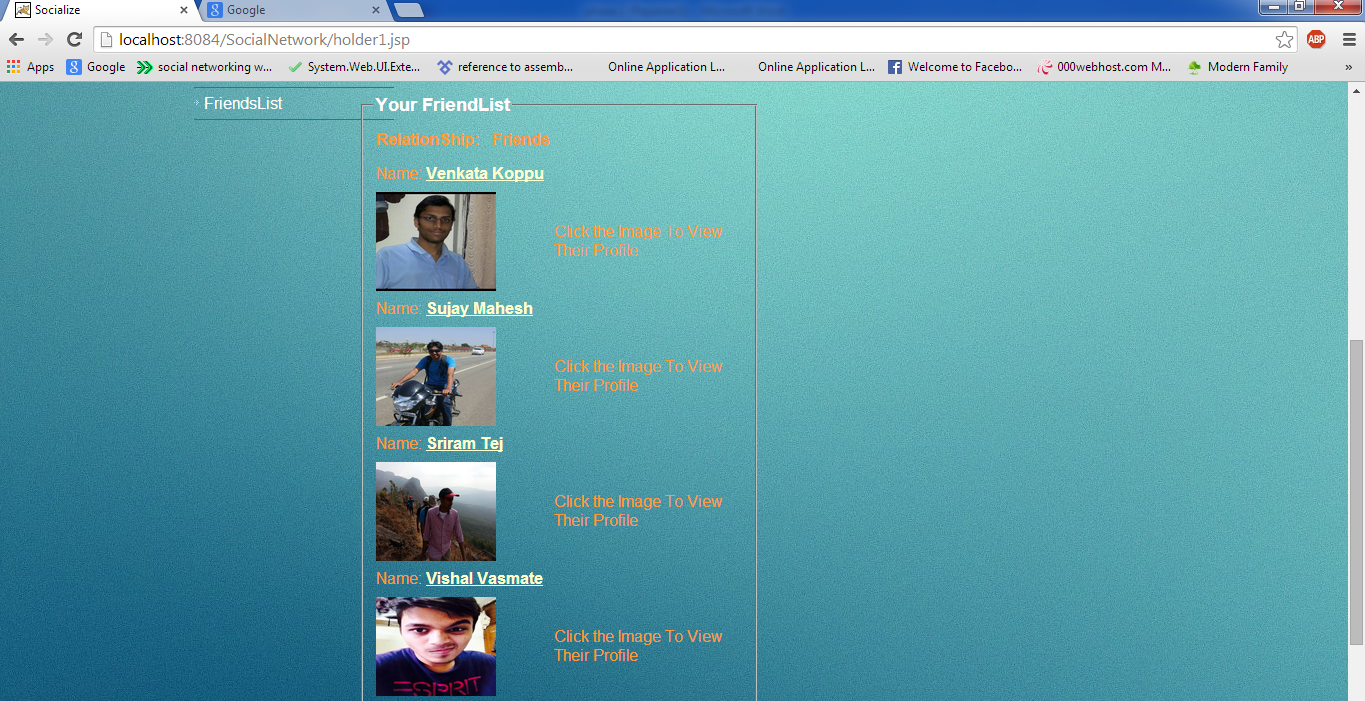 Socialize
Google
localhost:8084/SocialNetwork/holder1.jsp
ABP
Apps
Google
social networking w...
System.Web.UI.Exte...
reference to assemb...
Online Application L...
Online Application L...
Welcome to Facebo...
000webhost.com M...
Modern Family
»
FriendsList
Your FriendList
RelationShip: Friends
Name: Venkata Koppu
Click the Image To View
Their Profile
Name: Sujay Mahesh
Click the Image To View
Their Profile
Name: Sriram Tej
Click the Image To View
Their Profile
Name: Vishal Vasmate
ESPRIT
Click the Image To View
Their Profile